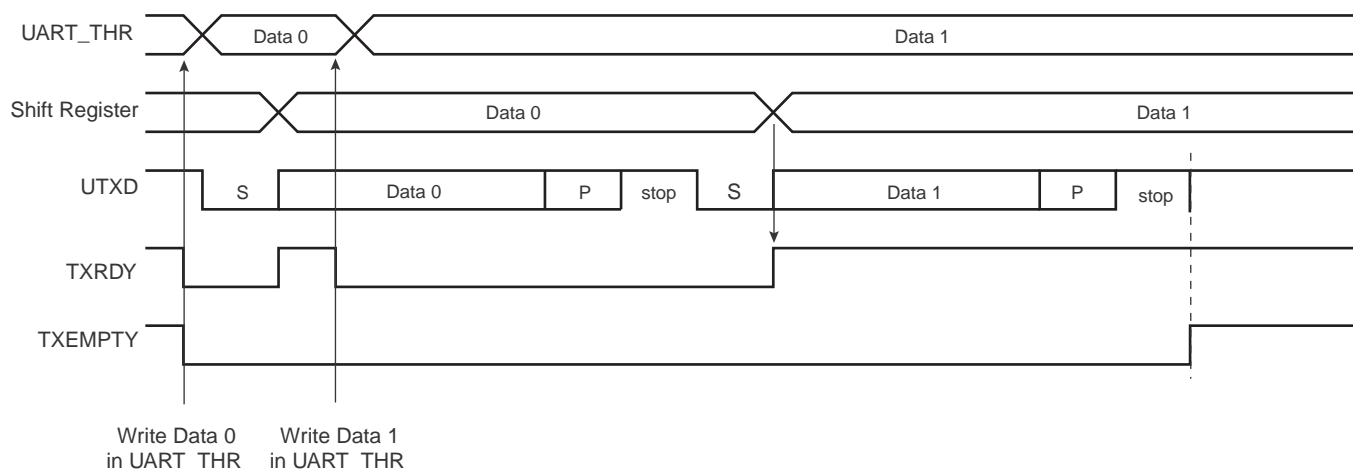 UART_THR
Data 0
Data 1
Shift Register
Data 0
Data 1
UTXD
S
Data 0
P
stop
S
Data 1
P
stop
TXRDY
TXEMPTY
Write Data 0
in UART_THR
Write Data 1
in UART_THR